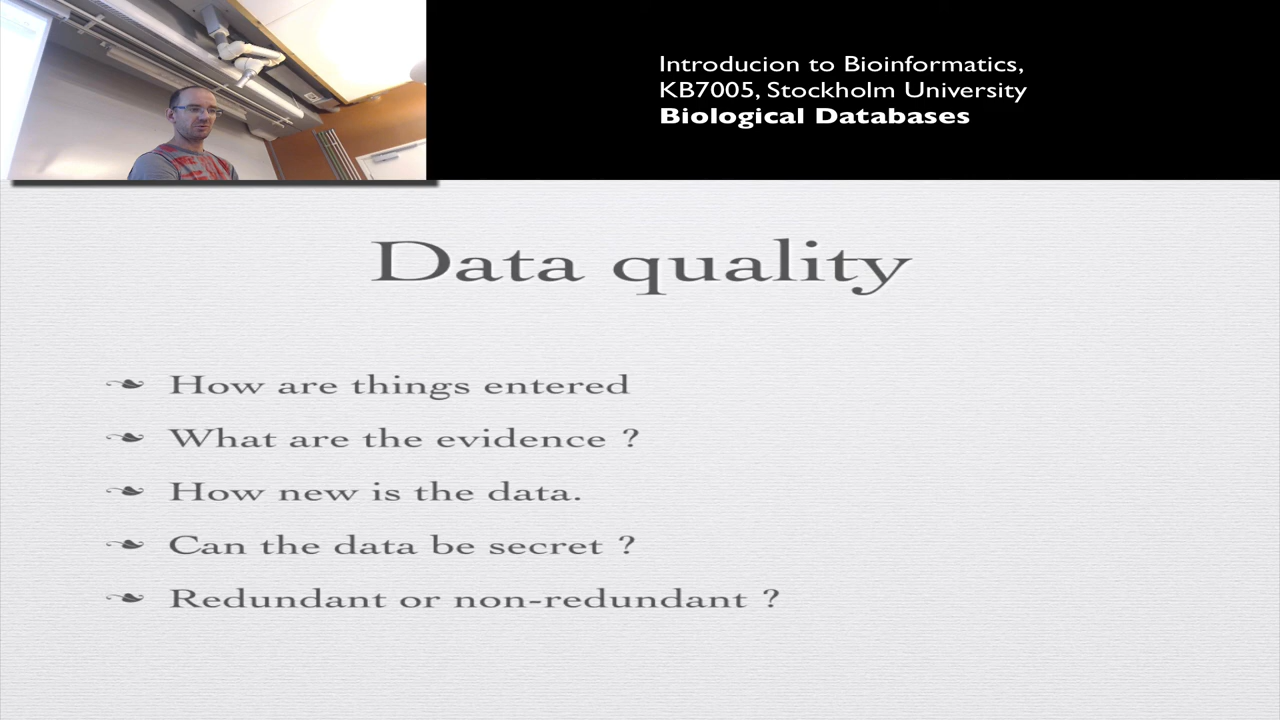 Introducion to Bioinformatics,
KB7005, Stockholm University
Biological Databases
Data quality
How are things entered
What are the evidence ?
How new is the data.
Can the data be secret ?
Redundant or non-redundant ?